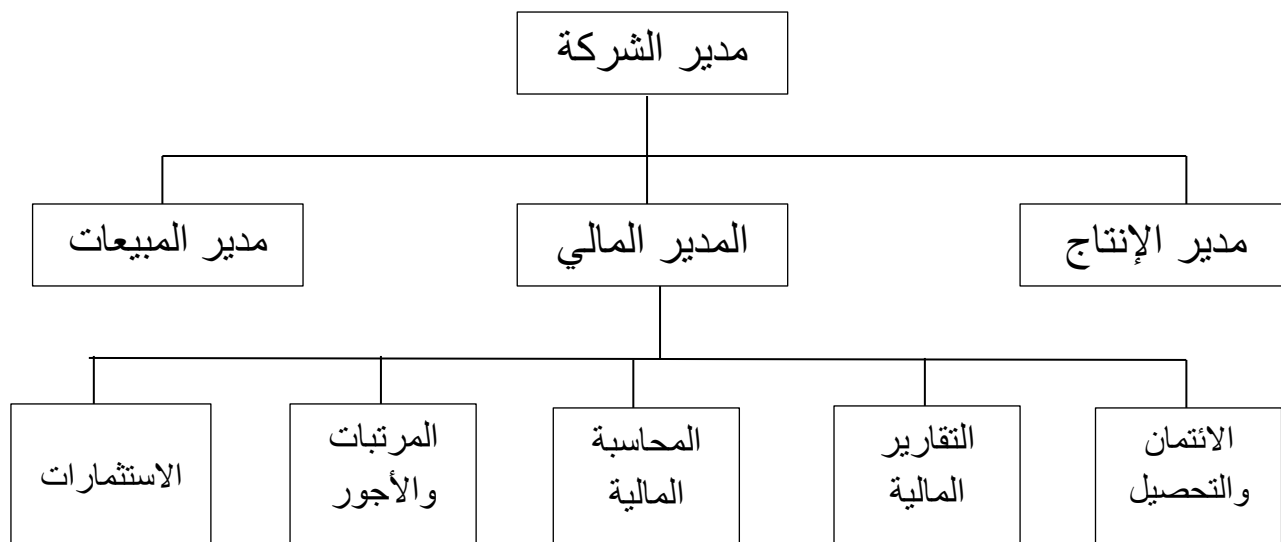 مدير الشركة
مدير الإنتاج
المدير المالي
مدير المبيعات
الائتمان
والتحصيل
التقارير
المالية
المحاسبة
المالية
المرتبات
والأجور
الاستثمارات